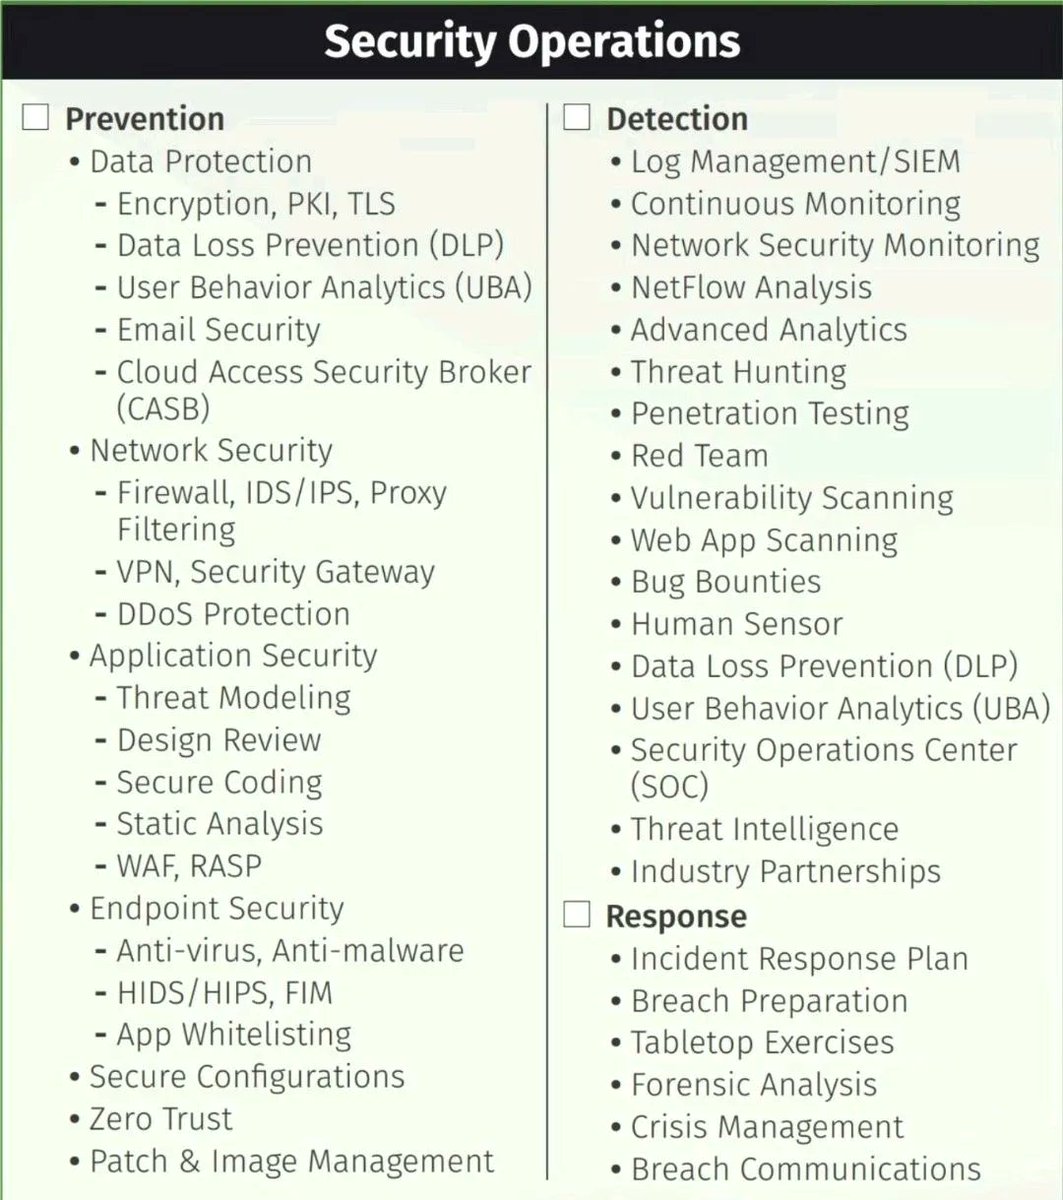 Security Operations
Prevention
• Data Protection
- Encryption, PKI, TLS
- Data Loss Prevention (DLP)
- User Behavior Analytics (UBA)
- Email Security
- Cloud Access Security Broker
(CASB)
• Network Security
- Firewall, IDS/IPS, Proxy
Filtering
- VPN, Security Gateway
- DDoS Protection
• Application Security
- Threat Modeling
- Design Review
- Secure Coding
- Static Analysis
- WAF, RASP
• Endpoint Security
- Anti-virus, Anti-malware
- HIDS/HIPS, FIM
- App Whitelisting
• Secure Configurations
• Zero Trust
• Patch & Image Management
Detection
• Log Management/SIEM
• Continuous Monitoring
• Network Security Monitoring
• NetFlow Analysis
• Advanced Analytics
• Threat Hunting
• Penetration Testing
• Red Team
• Vulnerability Scanning
• Web App Scanning
• Bug Bounties
• Human Sensor
• Data Loss Prevention (DLP)
• User Behavior Analytics (UBA)
• Security Operations Center
(SOC)
• Threat Intelligence
• Industry Partnerships
Response
• Incident Response Plan
• Breach Preparation
• Tabletop Exercises
• Forensic Analysis
• Crisis Management
• Breach Communications